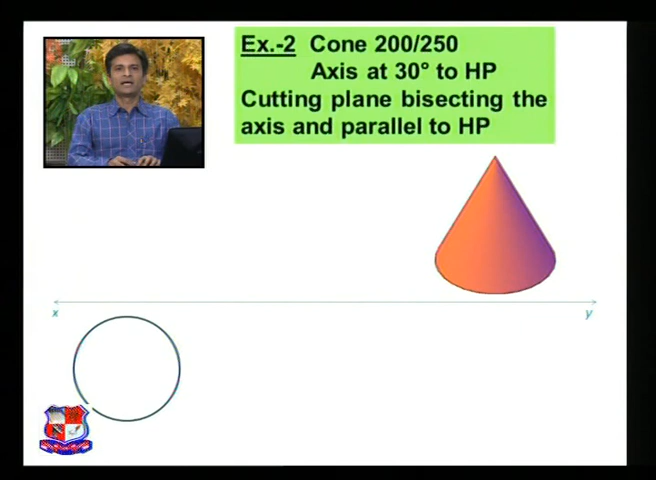 Ex.-2 Cone 200/250
Axis at 30° to HP
Cutting plane bisecting the
axis and parallel to HP
x
y